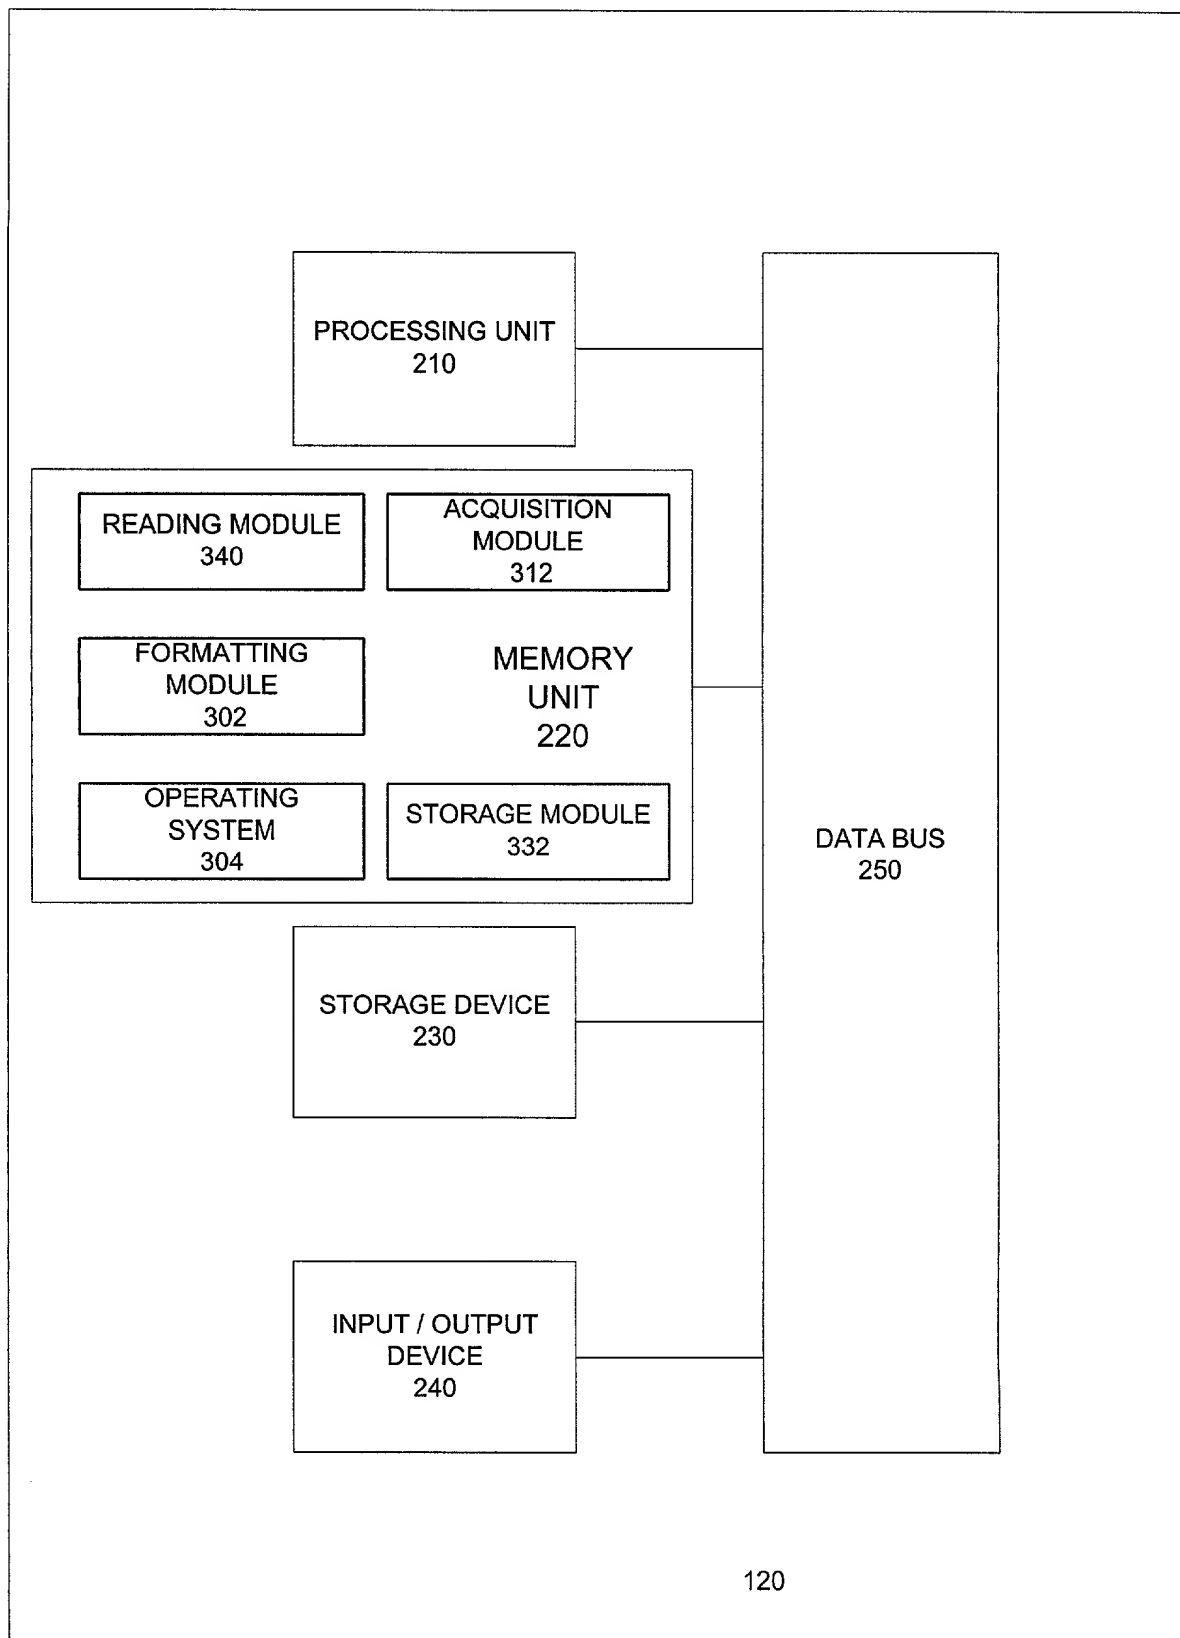 PROCESSING UNIT
210
READING MODULE
340
ACQUISITION
MODULE
312
FORMATTING
MODULE
302
MEMORY
UNIT
220
OPERATING
SYSTEM
304
STORAGE MODULE
332
DATA BUS
250
STORAGE DEVICE
230
INPUT / OUTPUT
DEVICE
240
120